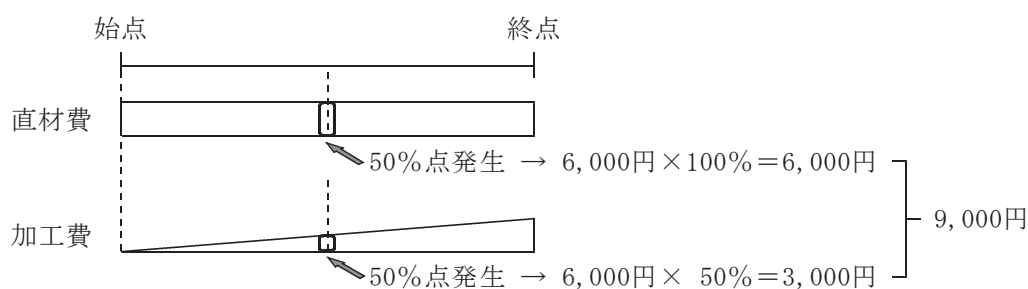 始点 終点
直材費
50%点発生 → 6,000円×100%=6,000円
9,000円
加工費
50%点発生 → 6,000円× 50%=3,000円